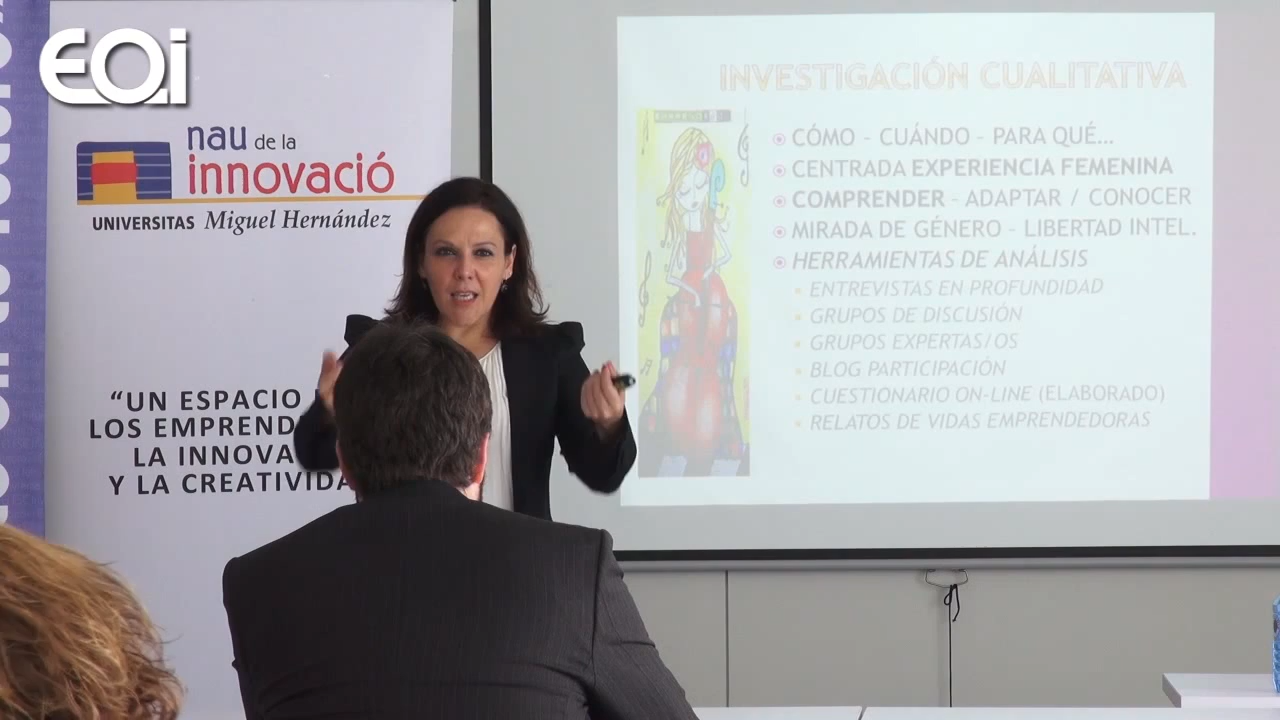 EOi
nau de la
innovació
UNIVERSITAS Miguel Hernández
“UN ESPACIO
LOS EMPREND
LA INNOVA
Y LA CREATIVIDA
INVESTIGACIÓN CUALITATIVA
CÓMO - CUÁNDO - PARA QUÉ...
CENTRADA EXPERIENCIA FEMENINA
COMPRENDER - ADAPTAR / CONOCER
MIRADA DE GÉNERO - LIBERTAD INTEL.
HERRAMIENTAS DE ANÁLISIS
ENTREVISTAS EN PROFUNDIDAD
GRUPOS DE DISCUSIÓN
GRUPOS EXPERTAS/OS
BLOG PARTICIPACIÓN
CUESTIONARIO ON-LINE (ELABORADO)
RELATOS DE VIDAS EMPRENDEDORAS